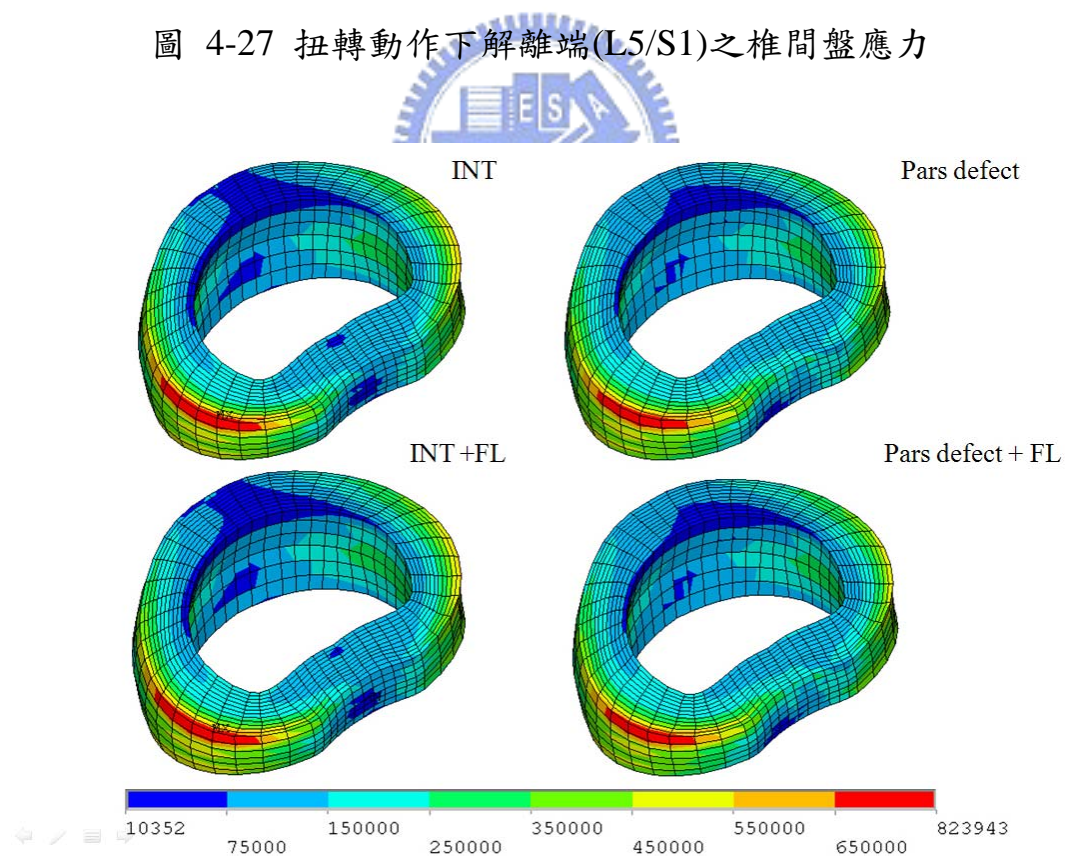 圖 4-27 扭轉動作下解離端(L5/S1)之椎間盤應力
E S A
INT
Pars defect
INT +FL
Pars defect + FL
10352 150000 350000 550000 823943
75000 250000 450000 650000